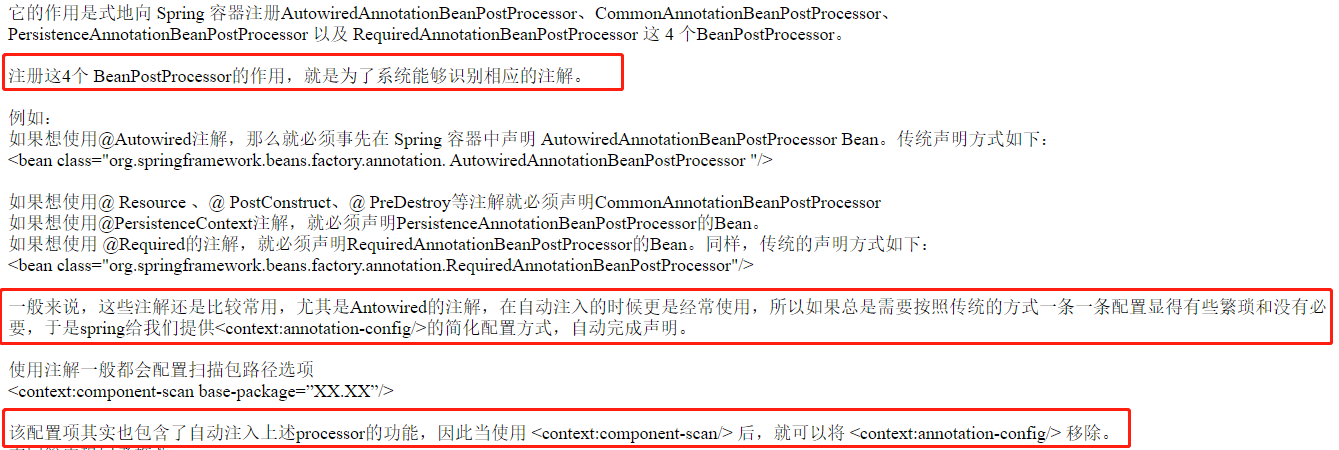 它的作用是式地向 Spring 容器注册AutowiredAnnotationBeanPostProcessor、CommonAnnotationBeanPostProcessor、
PersistenceAnnotationBeanPostProcessor 以及 RequiredAnnotationBeanPostProcessor 这 4 个BeanPostProcessor。
注册这4个 BeanPostProcessor的作用，就是为了系统能够识别相应的注解。
例如：
如果想使用@Autowired注解，那么就必须事先在 Spring 容器中声明 AutowiredAnnotationBeanPostProcessor Bean。传统声明方式如下：
<bean class="org.springframework.beans.factory.annotation. AutowiredAnnotationBeanPostProcessor "/>
如果想使用@ Resource 、@ PostConstruct、@ PreDestroy等注解就必须声明CommonAnnotationBeanPostProcessor
如果想使用@PersistenceContext注解，就必须声明PersistenceAnnotationBeanPostProcessor的Bean。
如果想使用 @Required的注解，就必须声明RequiredAnnotationBeanPostProcessor的Bean。同样，传统的声明方式如下：
<bean class="org.springframework.beans.factory.annotation.RequiredAnnotationBeanPostProcessor"/>
一般来说，这些注解还是比较常用，尤其是Antowired的注解，在自动注入的时候更是经常使用，所以如果总是需要按照传统的方式一条一条配置显得有些繁琐和没有必
要，于是spring给我们提供<context:annotation-config/>的简化配置方式，自动完成声明。
使用注解一般都会配置扫描包路径选项
<context:component-scan base-package=”XX.XX”/>
该配置项其实也包含了自动注入上述processor的功能，因此当使用 <context:component-scan/> 后，就可以将 <context:annotation-config/> 移除。